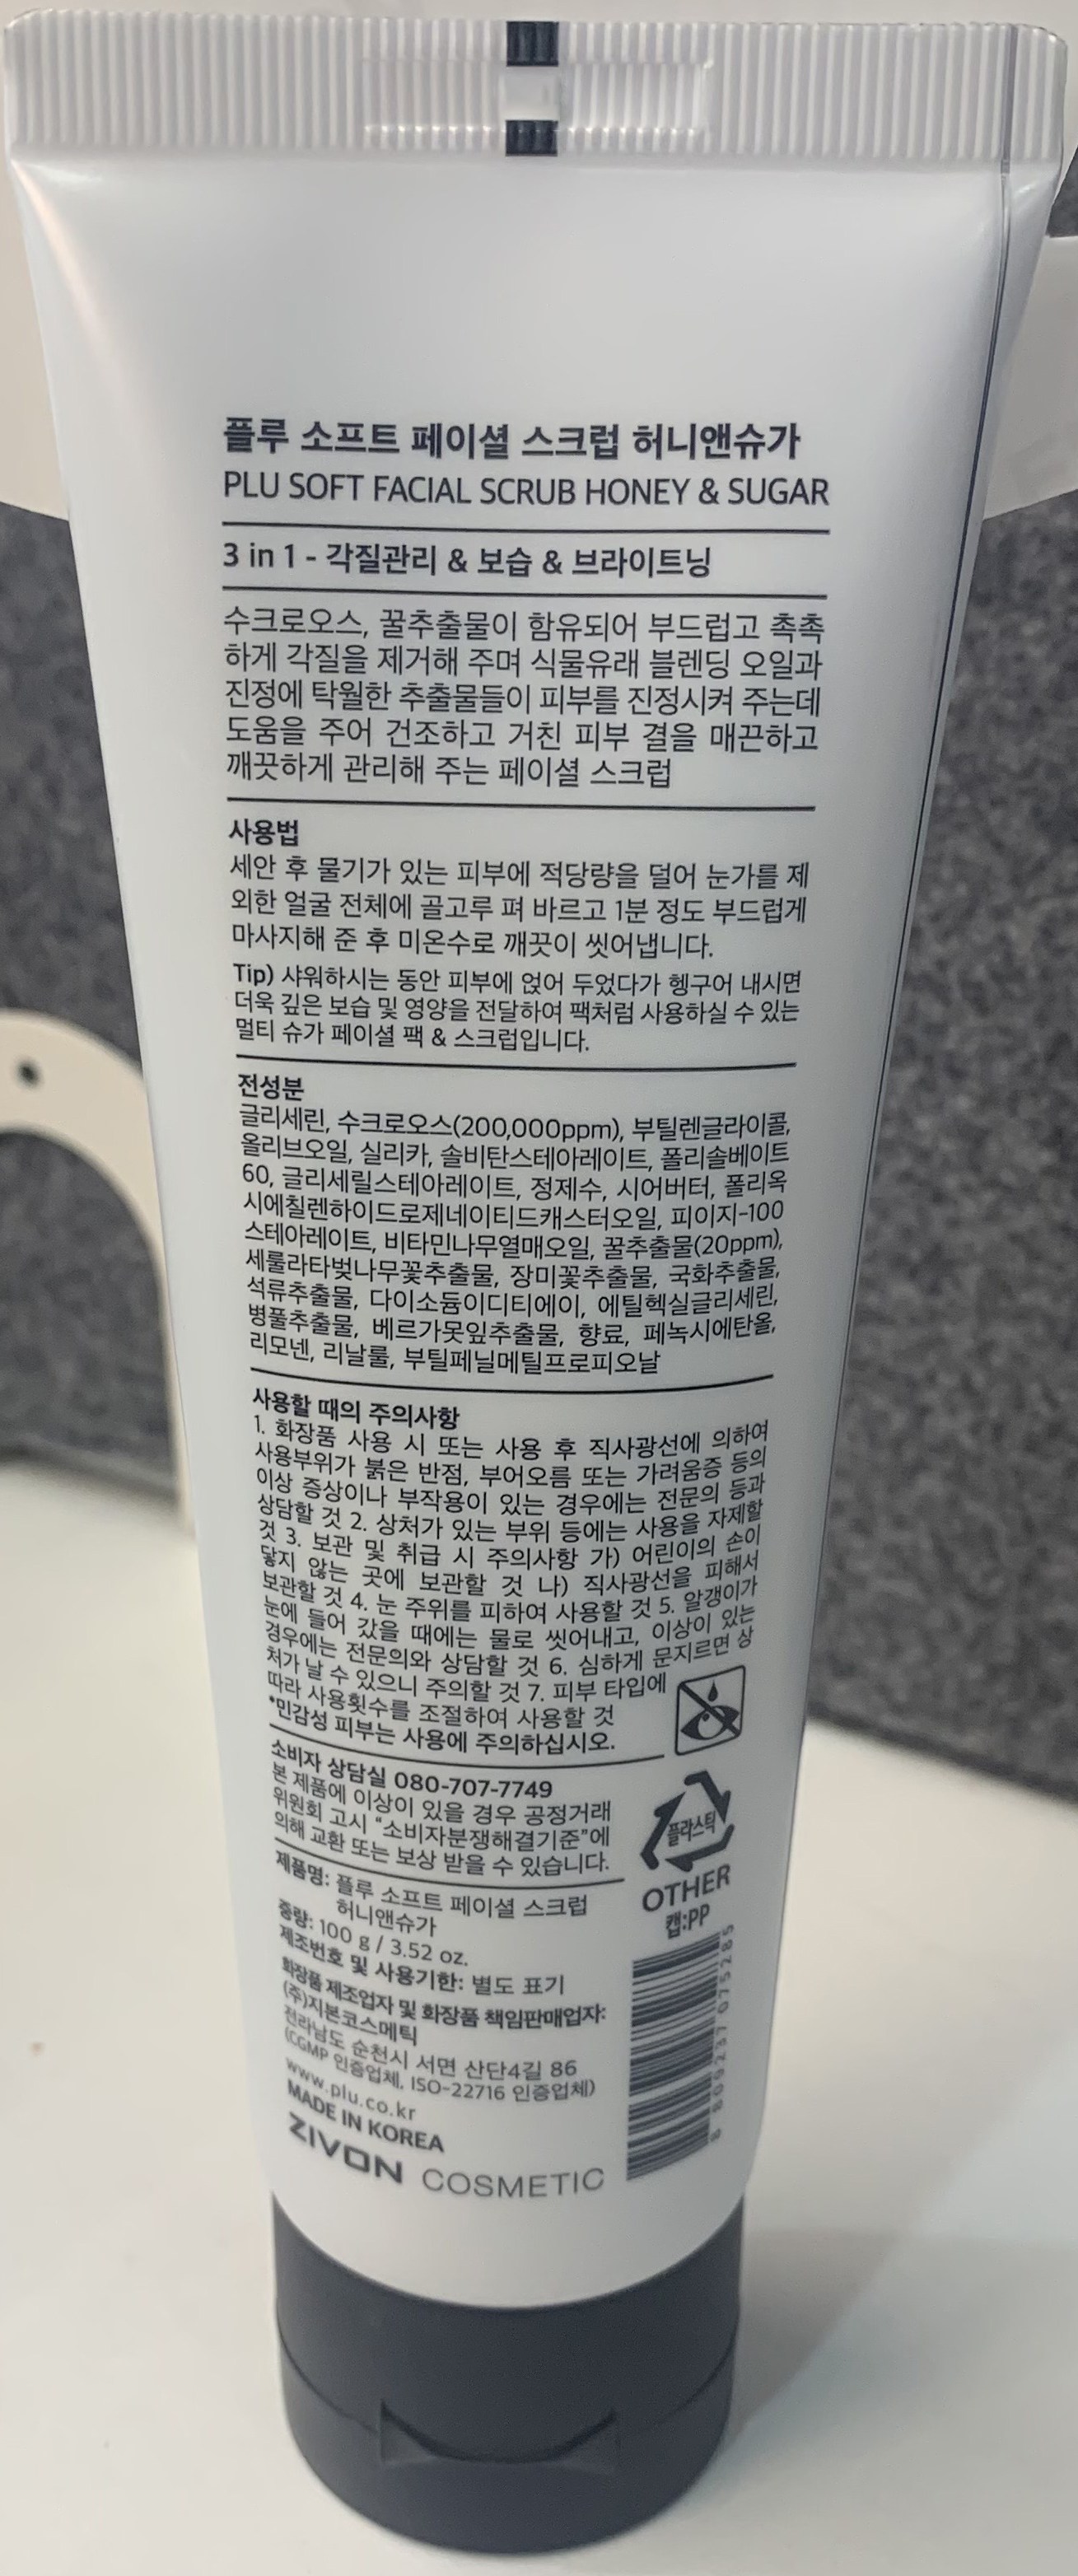 플루 소프트 페이셜 스크럽 허니앤슈가
PLU SOFT FACIAL SCRUB HONEY & SUGAR
3 in 1 - 각질관리 & 보습 & 브라이트닝
수크로오스, 꿀추출물이 함유되어 부드럽고 촉촉
하게 각질을 제거해 주며 식물유래 블렌딩 오일과
진정에 탁월한 추출물들이 피부를 진정시켜 주는데
도움을 주어 건조하고 거친 피부 결을 매끈하고
깨끗하게 관리해 주는 페이셜 스크럽
사용법
세안 후 물기가 있는 피부에 적당량을 덜어 눈가를 제
외한 얼굴 전체에 골고루 펴 바르고 1분 정도 부드럽게
마사지해 준 후 미온수로 깨끗이 씻어냅니다.
Tip) 샤워하시는 동안 피부에 얹어 두었다가 헹구어 내시면
더욱 깊은 보습 및 영양을 전달하여 팩처럼 사용하실 수 있는
멀티 슈가 페이셜 팩 & 스크럽입니다.
전성분
글리세린, 수크로오스(200,000ppm), 부틸렌글라이콜,
올리브오일, 실리카, 솔비탄스테아레이트, 폴리솔베이트
60, 글리세릴스테아레이트, 정제수, 시어버터, 폴리옥
시에칠렌하이드로제네이티드캐스터오일, 피이지-100
스테아레이트, 비타민나무열매오일, 꿀추출물(20ppm),
세룰라타벚나무꽃추출물, 장미꽃추출물, 국화추출물,
석류추출물, 다이소듐이디티에이, 에틸헥실글리세린,
병풀추출물, 베르가못잎추출물, 향료, 페녹시에탄올,
리모넨, 리날룰, 부틸페닐메틸프로피오날
사용할 때의 주의사항
1. 화장품 사용 시 또는 사용 후 직사광선에 의하여
사용부위가 붉은 반점, 부어오름 또는 가려움증 등의
이상 증상이나 부작용이 있는 경우에는 전문의 등과
상담할 것 2. 상처가 있는 부위 등에는 사용을 자제할
것 3. 보관 및 취급 시 주의사항 가) 어린이의 손이
닿지 않는 곳에 보관할 것 나) 직사광선을 피해서
보관할 것 4. 눈 주위를 피하여 사용할 것 5. 알갱이가
눈에 들어 갔을 때에는 물로 씻어내고, 이상이 있는
경우에는 전문의와 상담할 것 6. 심하게 문지르면 상
처가 날 수 있으니 주의할 것 7. 피부 타입에
따라 사용횟수를 조절하여 사용할 것
*민감성 피부는 사용에 주의하십시오.
소비자 상담실 080-707-7749
본 제품에 이상이 있을 경우 공정거래
위원회 고시 "소비자분쟁해결기준"에
의해 교환 또는 보상 받을 수 있습니다.
플라스틱
OTHER
캡:PP
제품명: 플루 소프트 페이셜 스크럽
허니앤슈가
중량: 100 g / 3.52 oz.
제조번호 및 사용기한: 별도 표기
화장품 제조업자 및 화장품 책임판매업자:
(주)지본코스메틱
전라남도 순천시 서면 산단4길 86
(CGMP 인증업체, ISO-22716 인증업체)
www.plu.co.kr
MADE IN KOREA
ZIVON COSMETIC
8 809237 075285